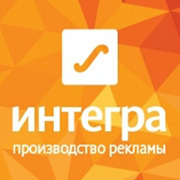 интегра
производство рекламы